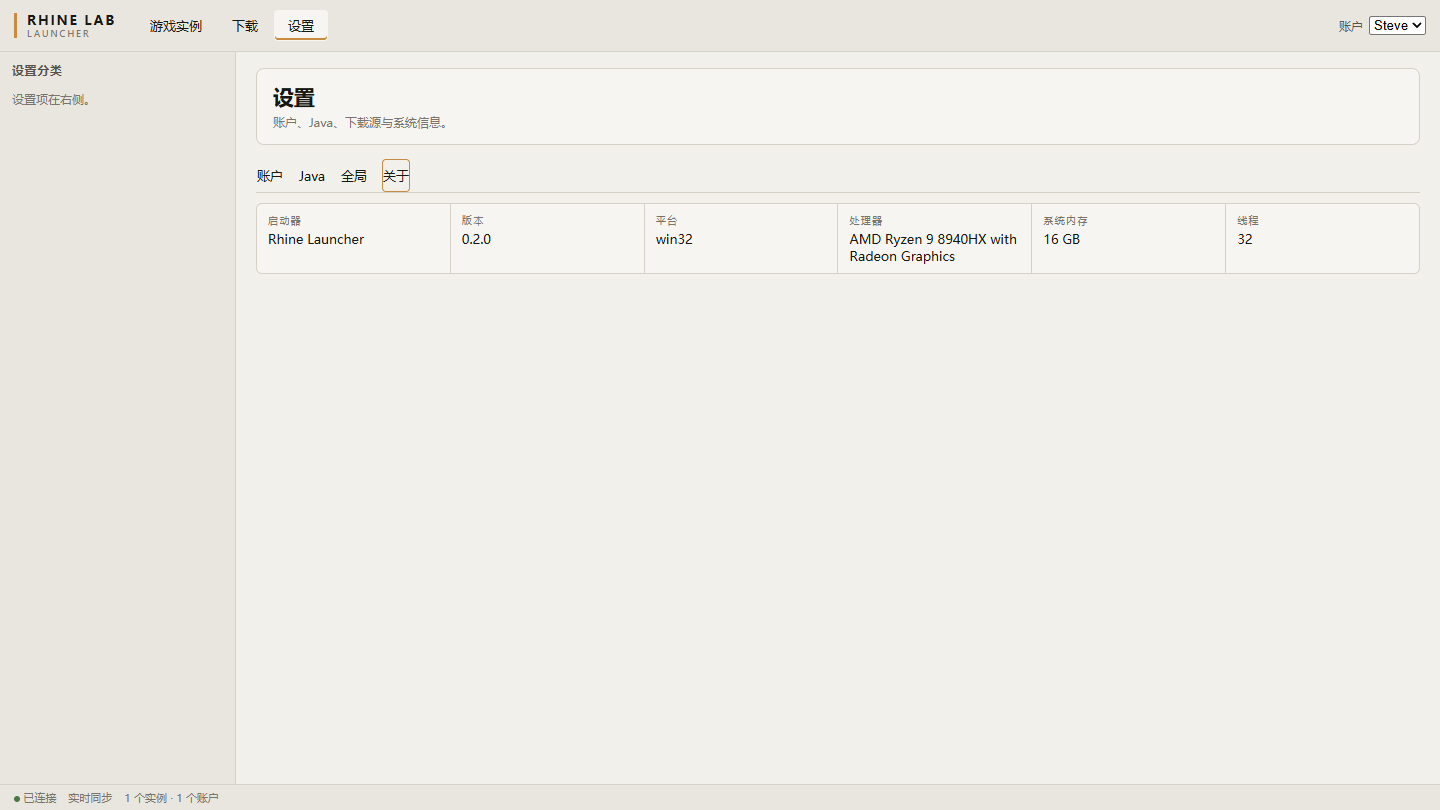 RHINE LAB
LAUNCHER
游戏实例 下载 设置
账户 Steve
设置分类
设置项在右侧。
设置
账户、Java、下载源与系统信息。
账户 Java 全局 关于
启动器 版本 平台 处理器 系统内存 线程
Rhine Launcher 0.2.0 win32 AMD Ryzen 9 8940HX with 16 GB 32
Radeon Graphics
已连接 实时同步 1 个实例 · 1 个账户